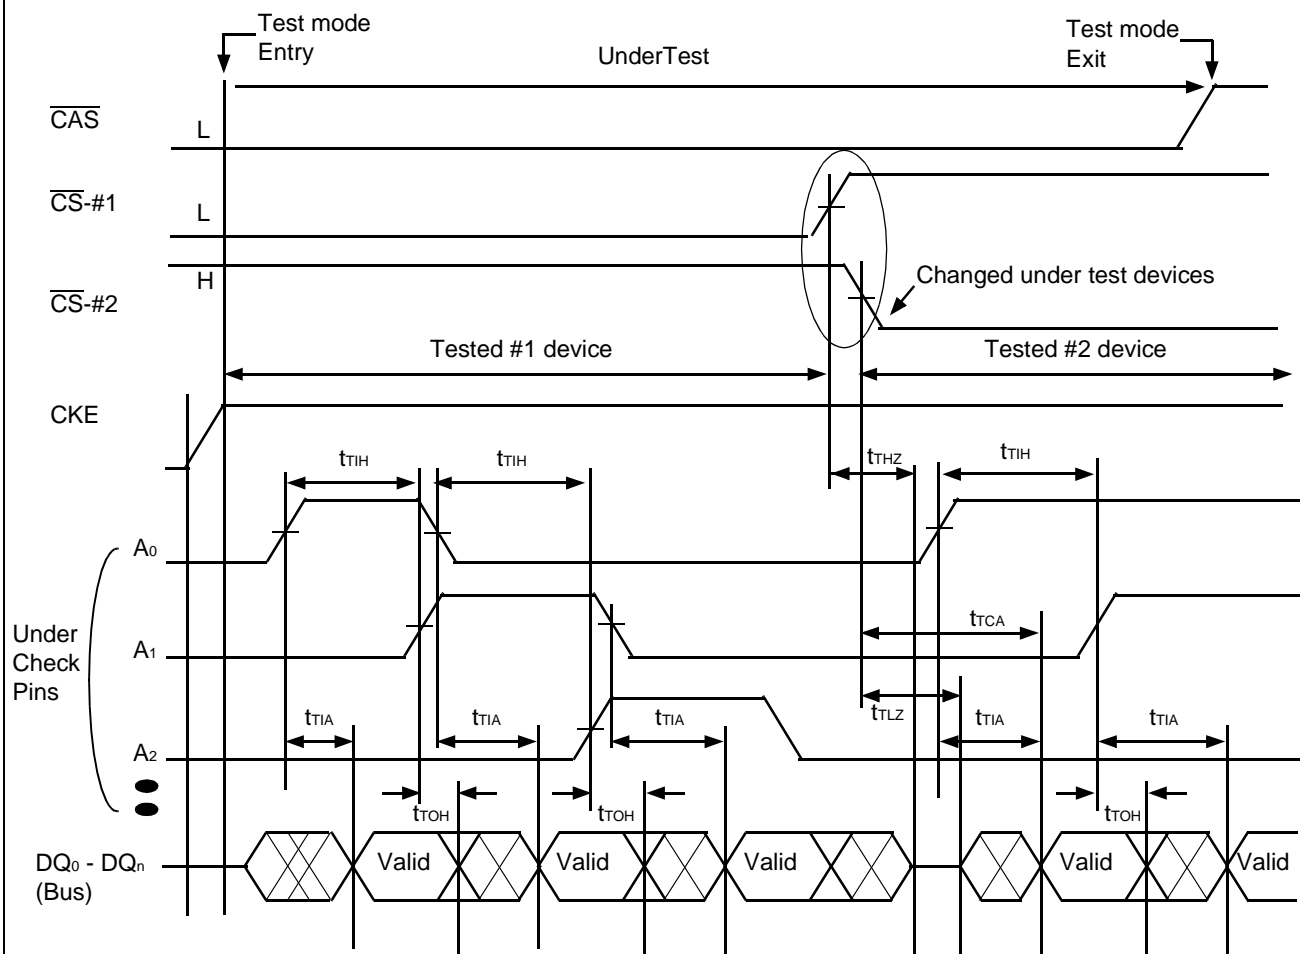 Test mode
Entry
UnderTest
Test mode
Exit
CAS
L
CS-#1
L
H
CS-#2
Changed under test devices
Tested #1 device
Tested #2 device
CKE
tTIH
tTIH
tTHZ
tTIH
A0
Under
Check
Pins
A1
tTCA
tTLZ
tTIA
tTIA
tTIA
tTIA
tTIA
A2
tTOH
tTOH
tTOH
DQ0 - DQn
(Bus)
Valid
Valid
Valid
Valid
Valid